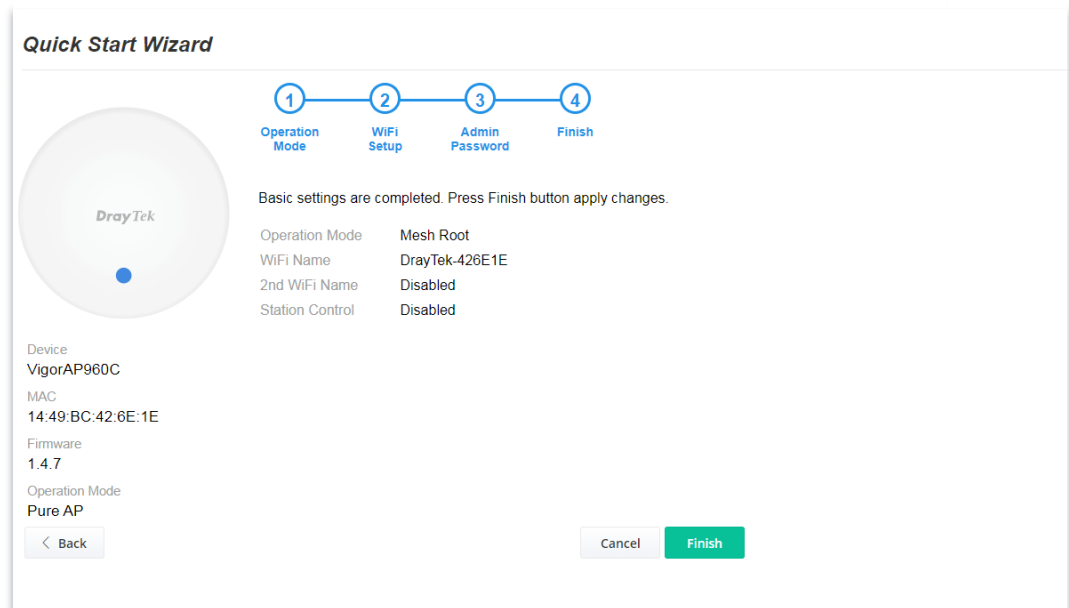 Quick Start Wizard
1
2
3
4
Operation
Mode
WiFi
Setup
Admin
Password
Finish
DrayTek
Basic settings are completed. Press Finish button apply changes.
Operation Mode Mesh Root
WiFi Name DrayTek-426E1E
2nd WiFi Name Disabled
Station Control Disabled
Device
VigorAP960C
MAC
14:49:BC:42:6E:1E
Firmware
1.4.7
Operation Mode
Pure AP
Back
Cancel
Finish